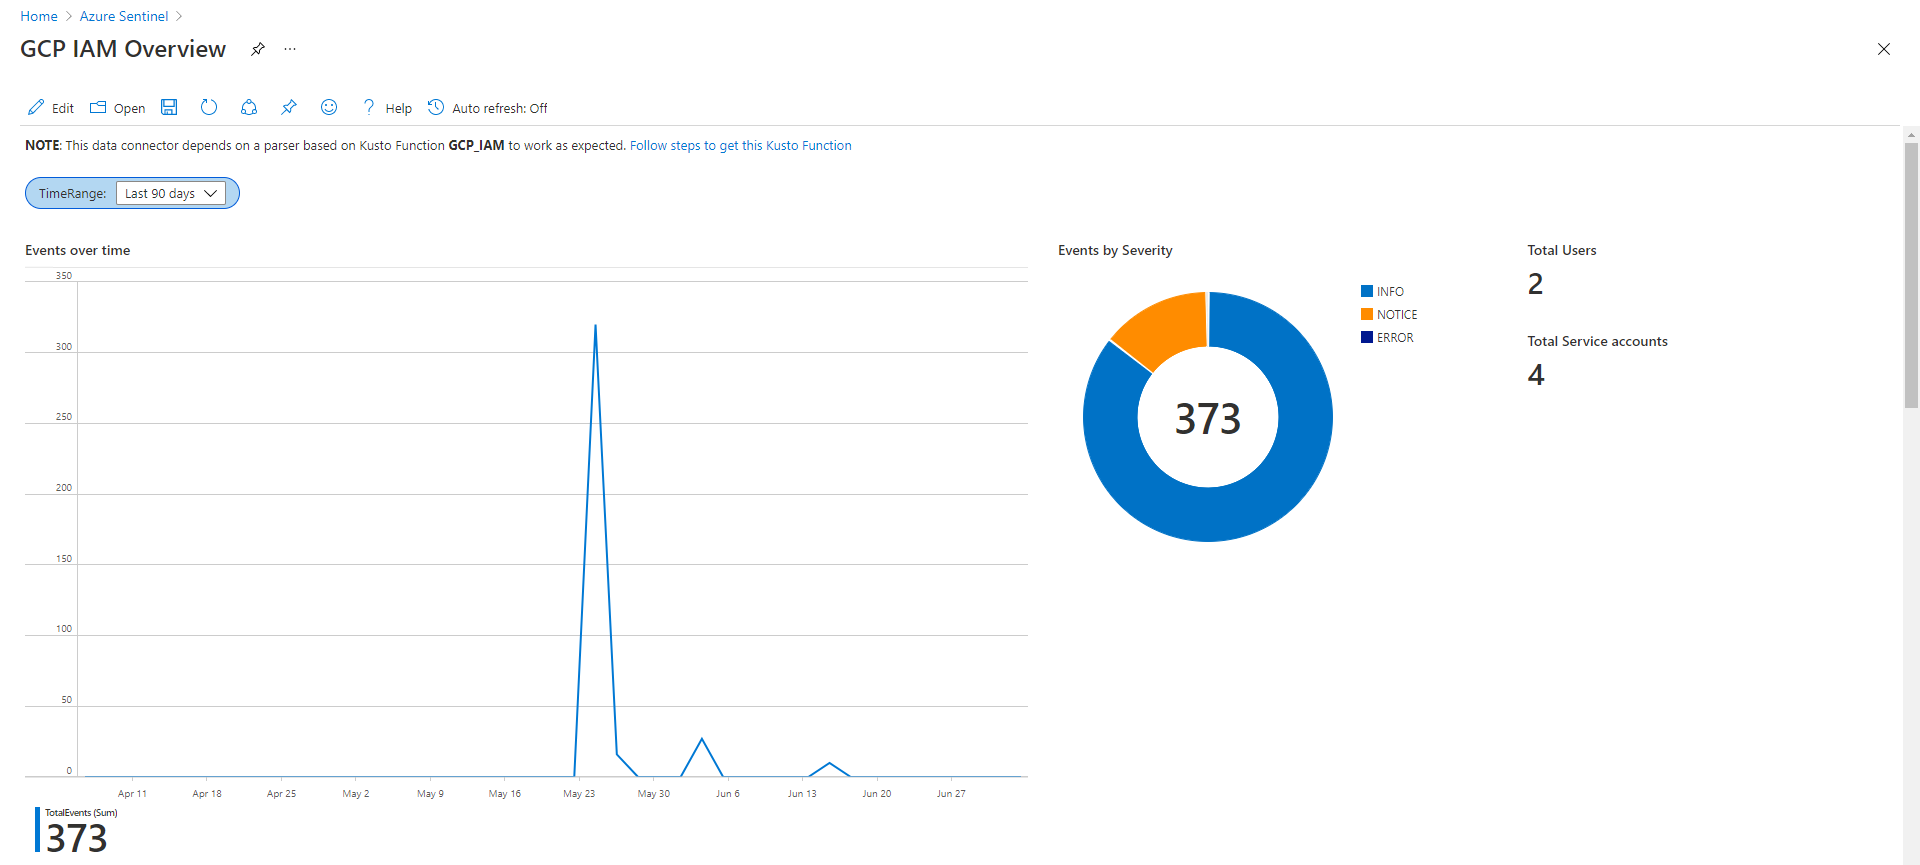 Home > Azure Sentinel >
GCP IAM Overview ...
Edit Open Help Auto refresh: Off
NOTE: This data connector depends on a parser based on Kusto Function GCP_IAM to work as expected. Follow steps to get this Kusto Function
TimeRange: Last 90 days
Events over time
350
300
250
200
150
100
50
0
Apr 11 Apr 18 Apr 25 May 2 May 9 May 16 May 23 May 30 Jun 6 Jun 13 Jun 20 Jun 27
TotalEvents (Sum)
373
Events by Severity
373
INFO
NOTICE
ERROR
Total Users
2
Total Service accounts
4